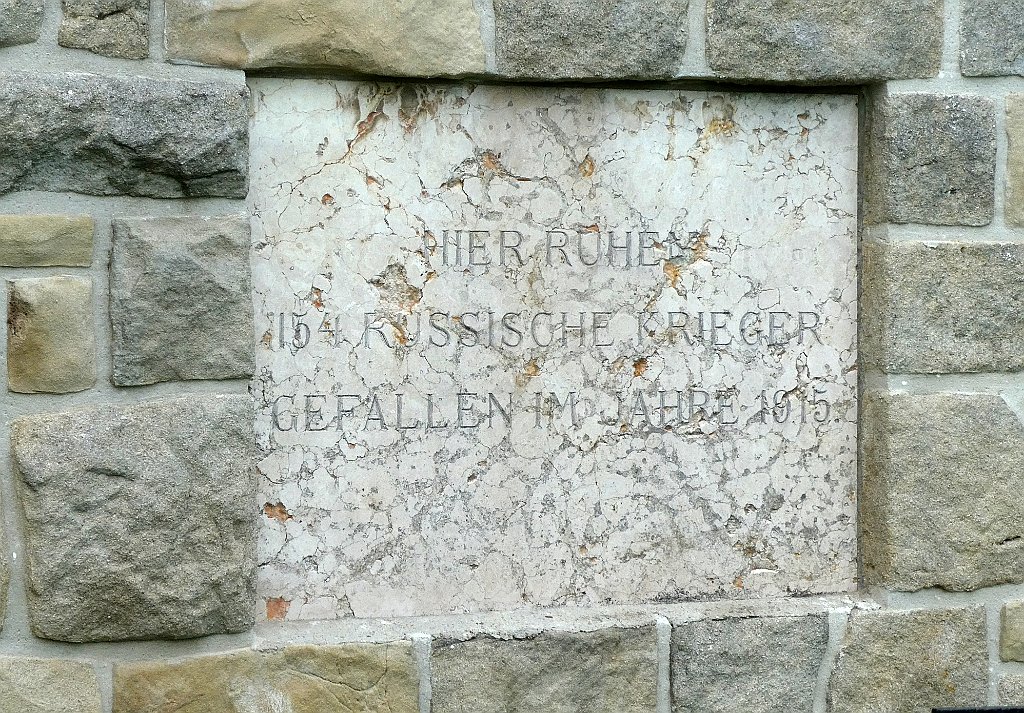 HIER RUHEN
154 RUSSISCHE KRIEGER
GEFALLEN IM JAHRE 1915.